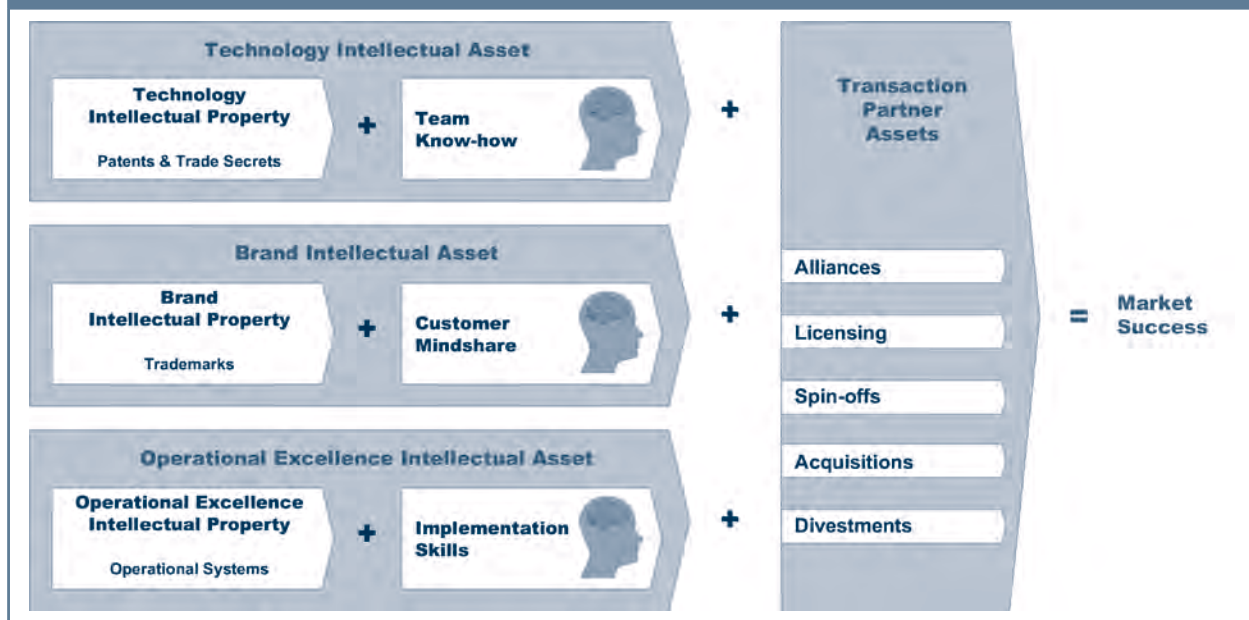 Technology Intellectual Asset
Technology
Intellectual Property
Patents & Trade Secrets
+
Team
Know-how
+
Brand Intellectual Asset
Brand
Intellectual Property
Trademarks
+
Customer
Mindshare
+
Operational Excellence Intellectual Asset
Operational Excellence
Intellectual Property
Operational Systems
+
Implementation
Skills
+
Transaction
Partner
Assets
Alliances
Licensing
Spin-offs
Acquisitions
Divestments
=
Market
Success